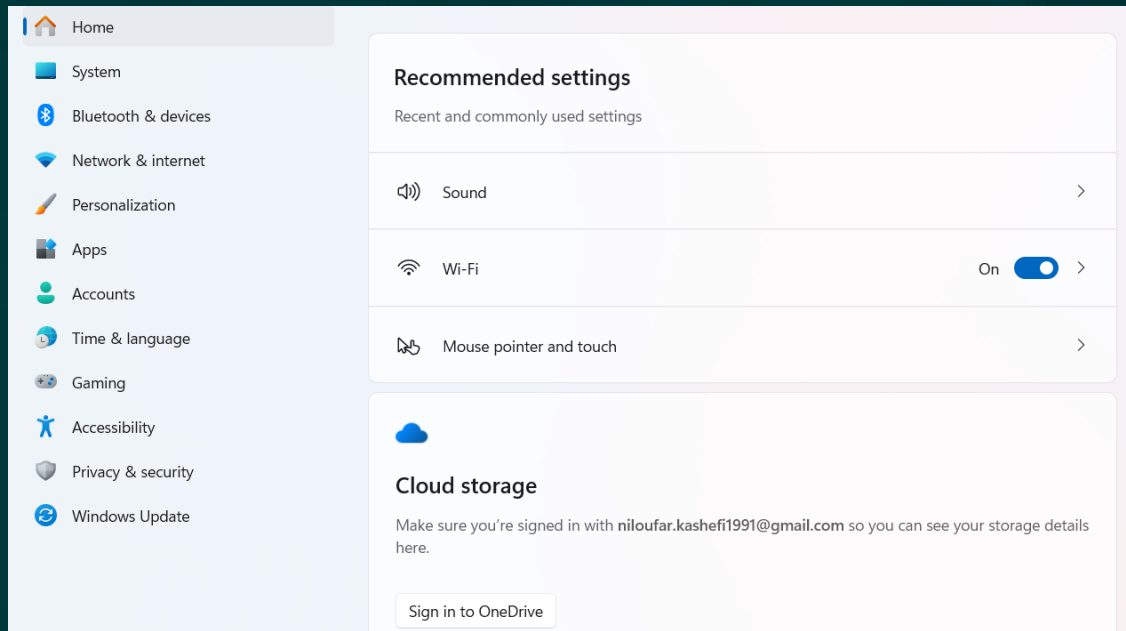 Home
System
Bluetooth & devices
Network & internet
Personalization
Apps
Accounts
Time & language
Gaming
Accessibility
Privacy & security
Windows Update
Recommended settings
Recent and commonly used settings
Sound
Wi-Fi
On
Mouse pointer and touch
Cloud storage
Make sure you’re signed in with niloufar.kashefi1991@gmail.com so you can see your storage details
here.
Sign in to OneDrive